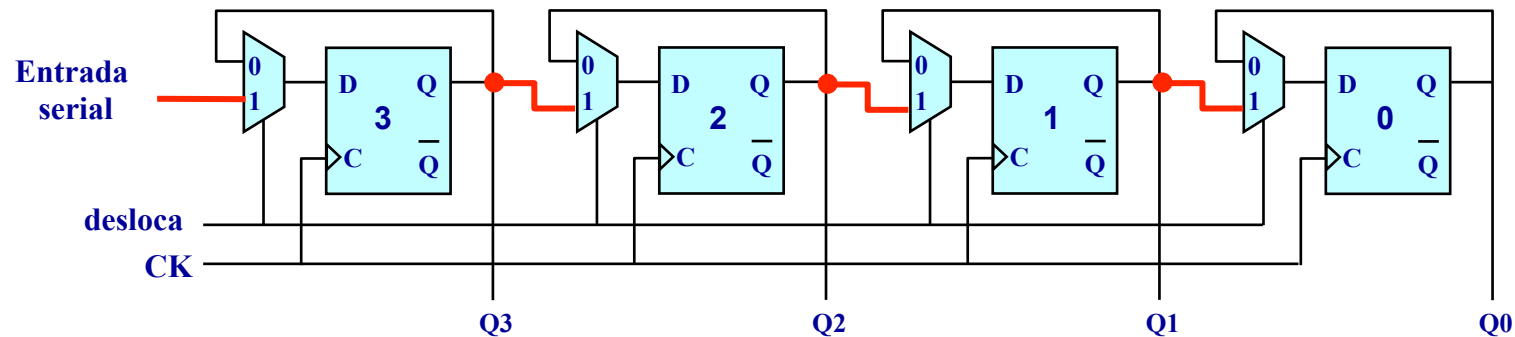 Entrada
serial
0
1
D Q
3
C Q
0
1
D Q
2
C Q
0
1
D Q
1
C Q
0
1
D Q
0
C Q
desloca
CK
Q3 Q2 Q1 Q0